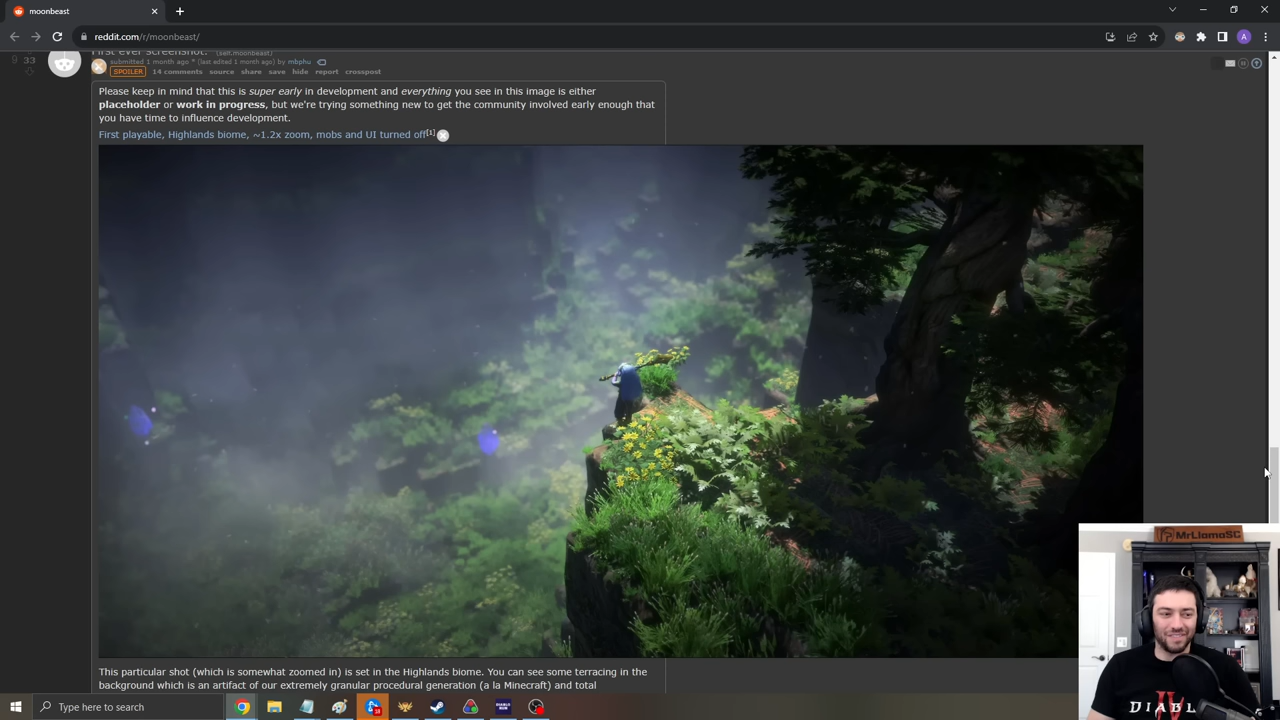 moonbeast
reddit.com/r/moonbeast/
33
First ever screenshot. (self.moonbeast)
submitted 1 month ago * (last edited 1 month ago) by mbphu
SPOILER 14 comments source share save hide report crosspost
Please keep in mind that this is super early in development and everything you see in this image is either
placeholder or work in progress, but we're trying something new to get the community involved early enough that
you have time to influence development.
First playable, Highlands biome, ~1.2x zoom, mobs and UI turned off[1]
MrLlamaSC
This particular shot (which is somewhat zoomed in) is set in the Highlands biome. You can see some terracing in the
background which is an artifact of our extremely granular procedural generation (a la Minecraft) and total
Type here to search
DIABL
IV